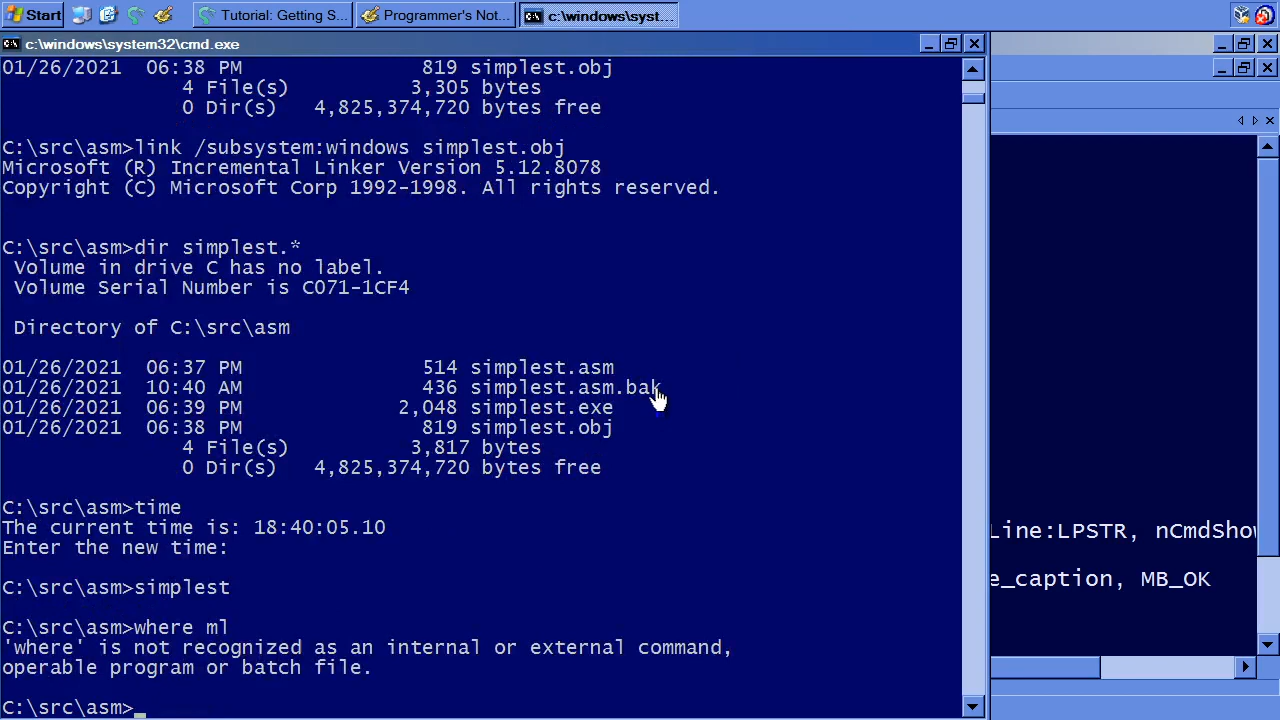 Start
Tutorial: Getting S...
Programmer's Not...
c:\windows\syst...
c:\windows\system32\cmd.exe
01/26/2021  06:38 PM               819 simplest.obj
               4 File(s)          3,305 bytes
               0 Dir(s)   4,825,374,720 bytes free
C:\src\asm>link /subsystem:windows simplest.obj
Microsoft (R) Incremental Linker Version 5.12.8078
Copyright (C) Microsoft Corp 1992-1998. All rights reserved.
C:\src\asm>dir simplest.*
 Volume in drive C has no label.
 Volume Serial Number is C071-1CF4
 Directory of C:\src\asm
01/26/2021  06:37 PM               514 simplest.asm
01/26/2021  10:40 AM               436 simplest.asm.bak
01/26/2021  06:39 PM             2,048 simplest.exe
01/26/2021  06:38 PM               819 simplest.obj
               4 File(s)          3,817 bytes
               0 Dir(s)   4,825,374,720 bytes free
C:\src\asm>time
The current time is: 18:40:05.10
Enter the new time:
C:\src\asm>simplest
C:\src\asm>where ml
'where' is not recognized as an internal or external command,
operable program or batch file.
C:\src\asm>
Line:LPSTR, nCmdShow
e_caption, MB_OK